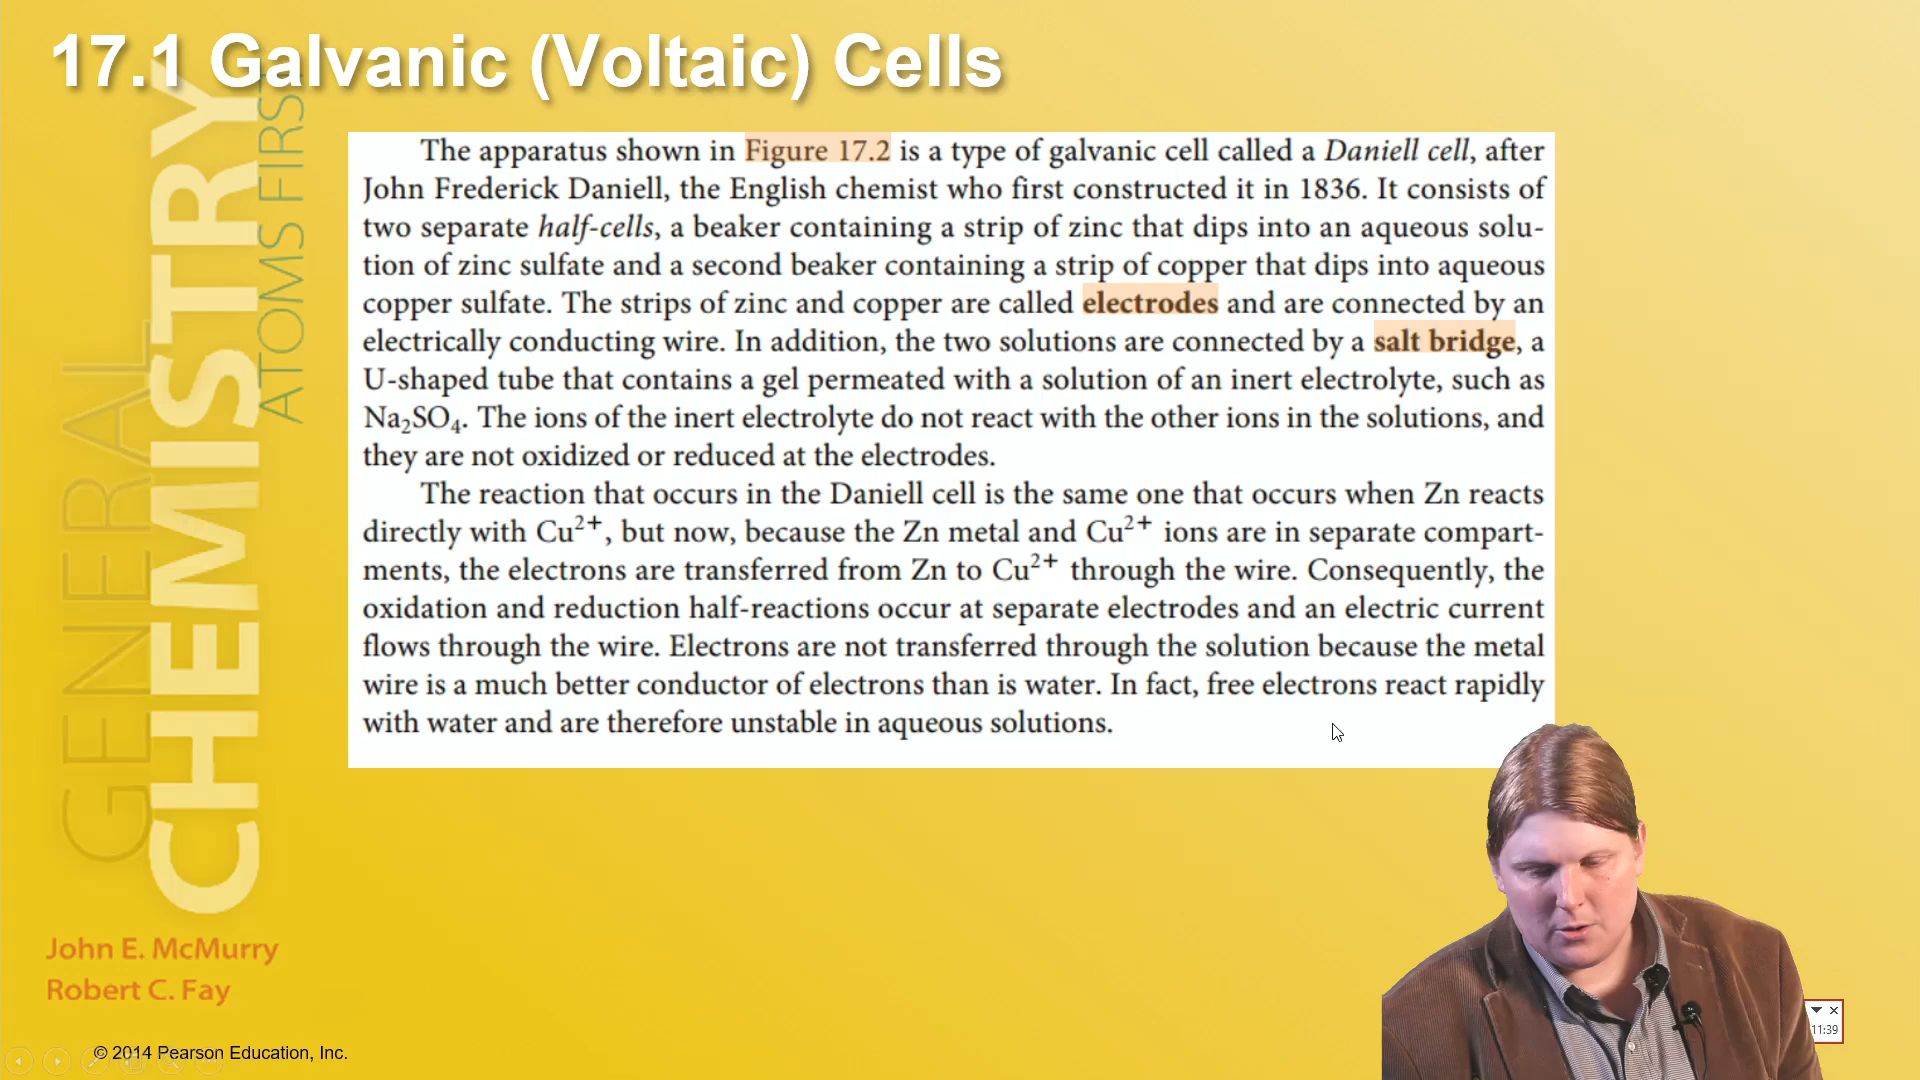 17.1 Galvanic (Voltaic) Cells
GENERAL
CHEMISTRY
ATOMS FIRST
The apparatus shown in Figure 17.2 is a type of galvanic cell called a Daniell cell, after
John Frederick Daniell, the English chemist who first constructed it in 1836. It consists of
two separate half-cells, a beaker containing a strip of zinc that dips into an aqueous solu-
tion of zinc sulfate and a second beaker containing a strip of copper that dips into aqueous
copper sulfate. The strips of zinc and copper are called electrodes and are connected by an
electrically conducting wire. In addition, the two solutions are connected by a salt bridge, a
U-shaped tube that contains a gel permeated with a solution of an inert electrolyte, such as
Na₂SO₄. The ions of the inert electrolyte do not react with the other ions in the solutions, and
they are not oxidized or reduced at the electrodes.
The reaction that occurs in the Daniell cell is the same one that occurs when Zn reacts
directly with Cu²⁺, but now, because the Zn metal and Cu²⁺ ions are in separate compart-
ments, the electrons are transferred from Zn to Cu²⁺ through the wire. Consequently, the
oxidation and reduction half-reactions occur at separate electrodes and an electric current
flows through the wire. Electrons are not transferred through the solution because the metal
wire is a much better conductor of electrons than is water. In fact, free electrons react rapidly
with water and are therefore unstable in aqueous solutions.
John E. McMurry
Robert C. Fay
11:39
© 2014 Pearson Education, Inc.